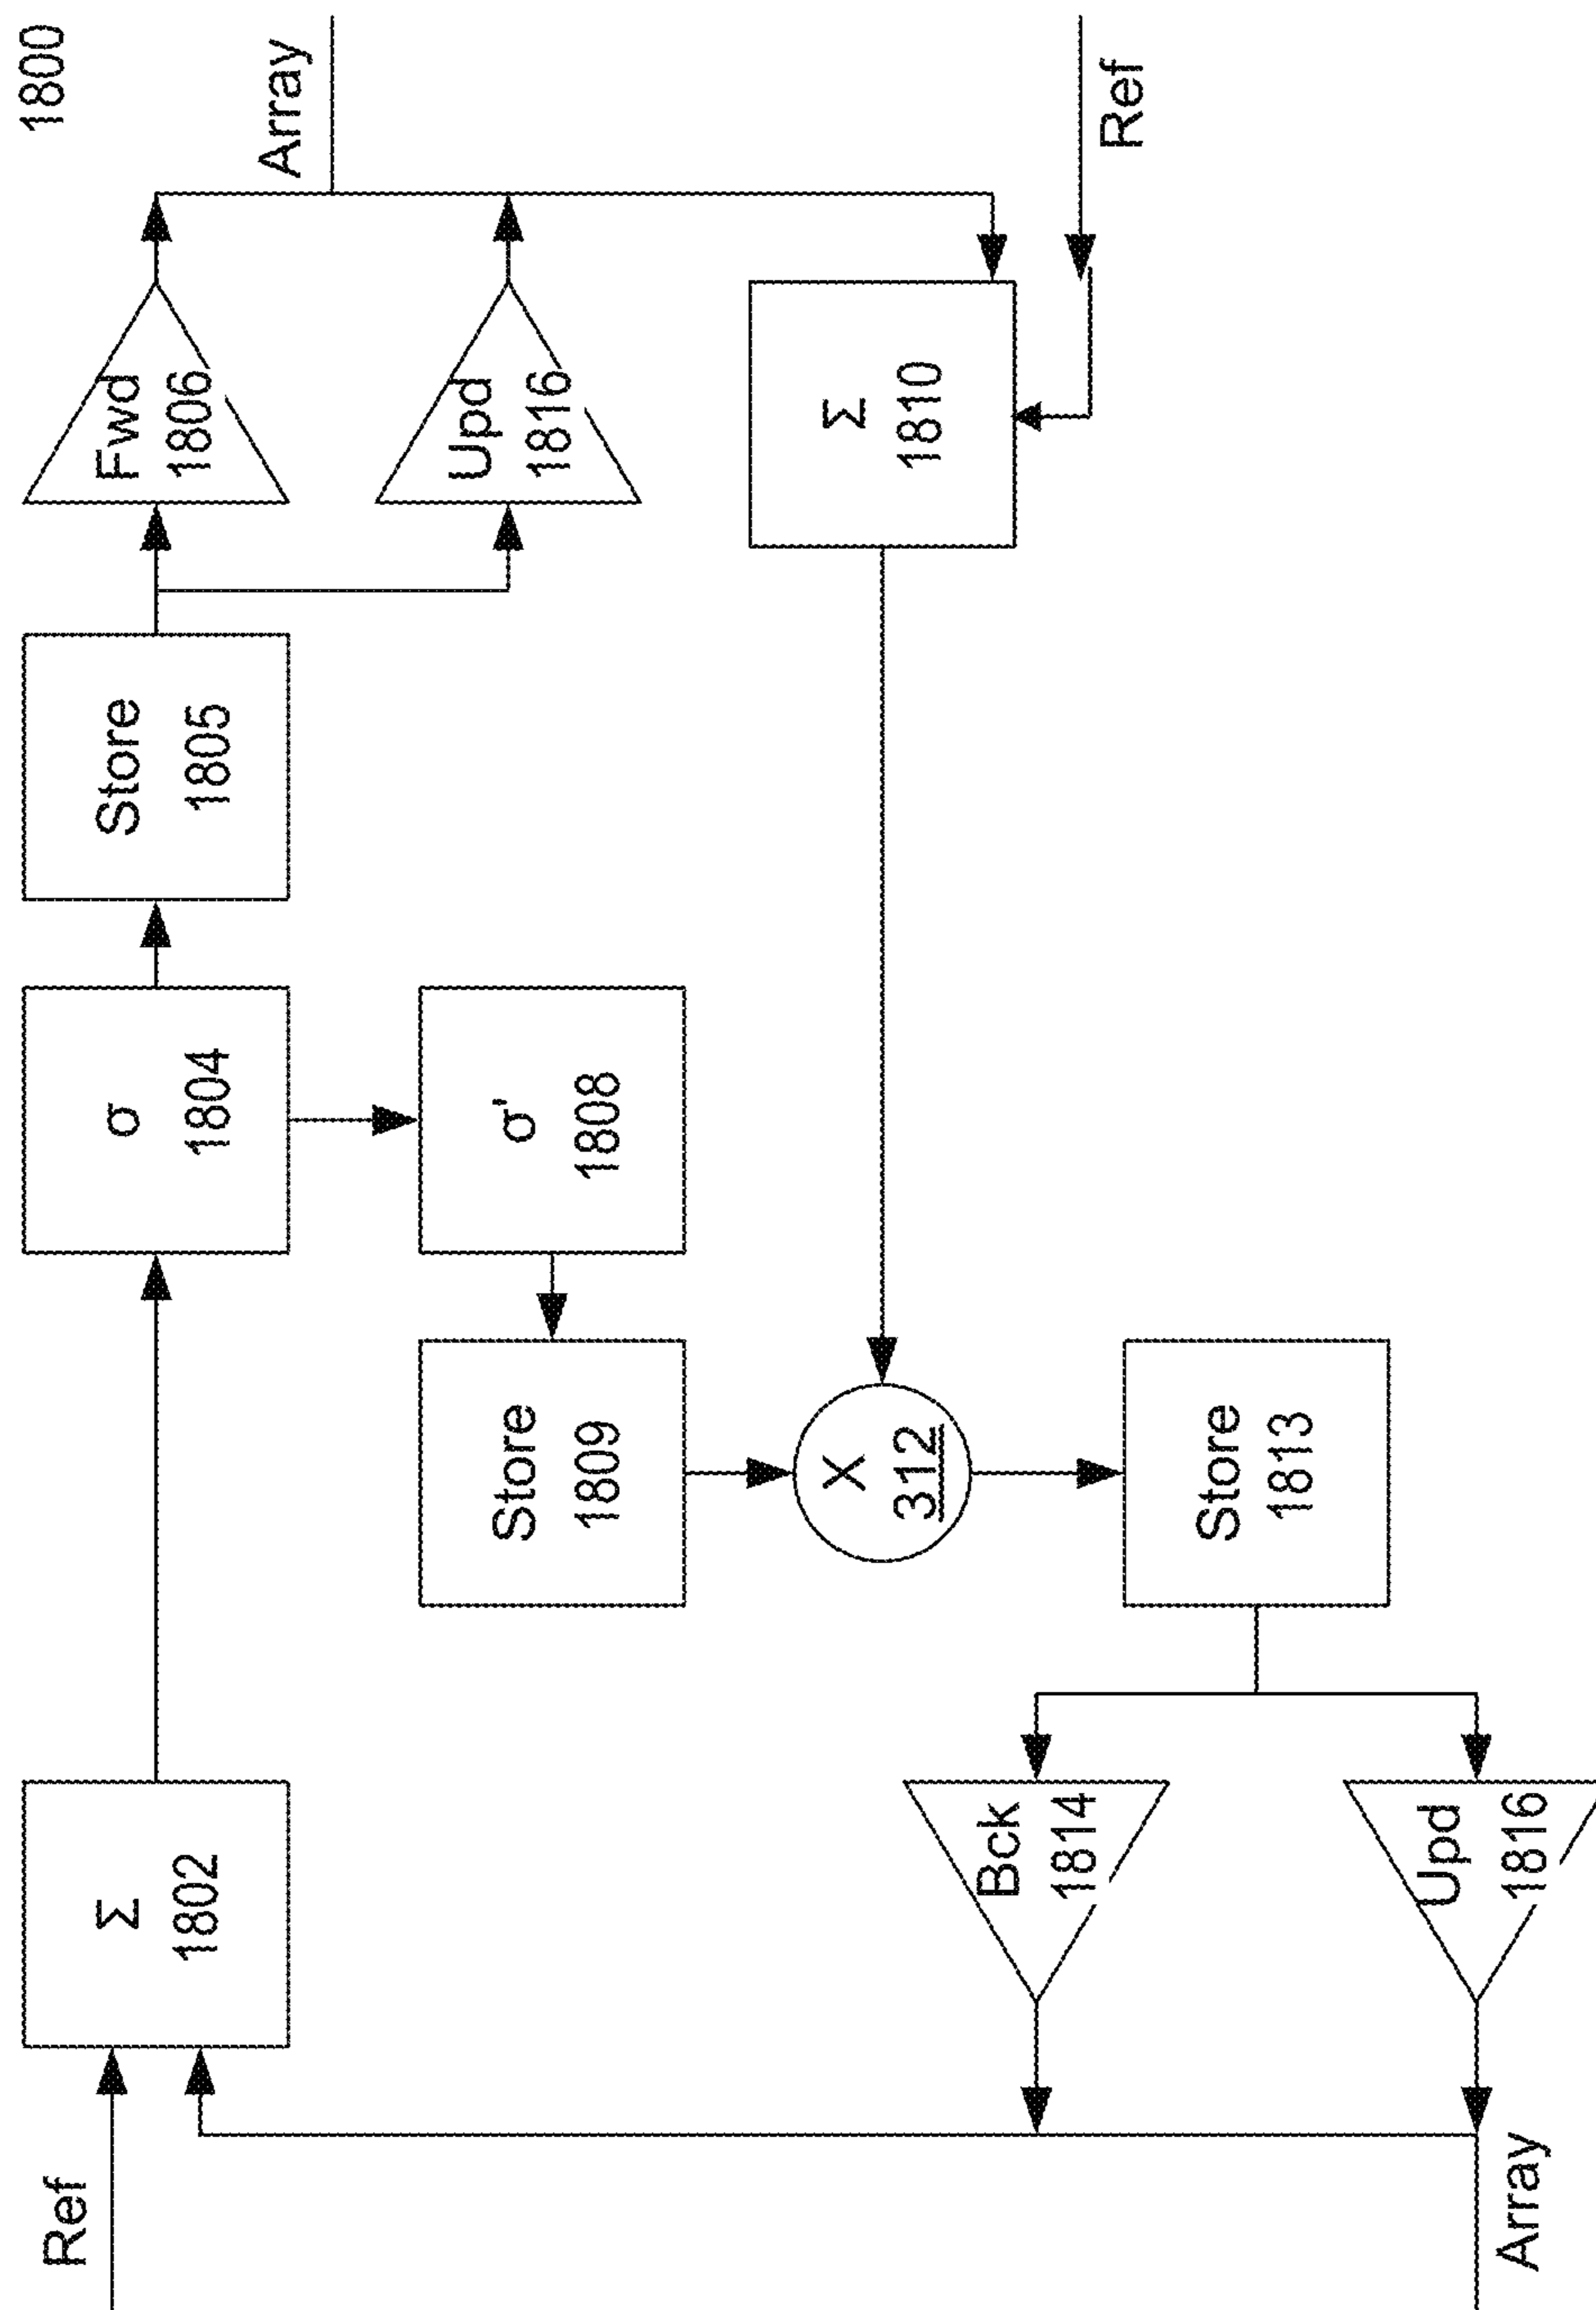 1800
Ref
Σ
1802
σ
1804
Store
1805
Fwd
1806
Array
σ'
1808
Upd
1816
Store
1809
X
312
Σ
1810
Ref
Bck
1814
Store
1813
Upd
1816
Array